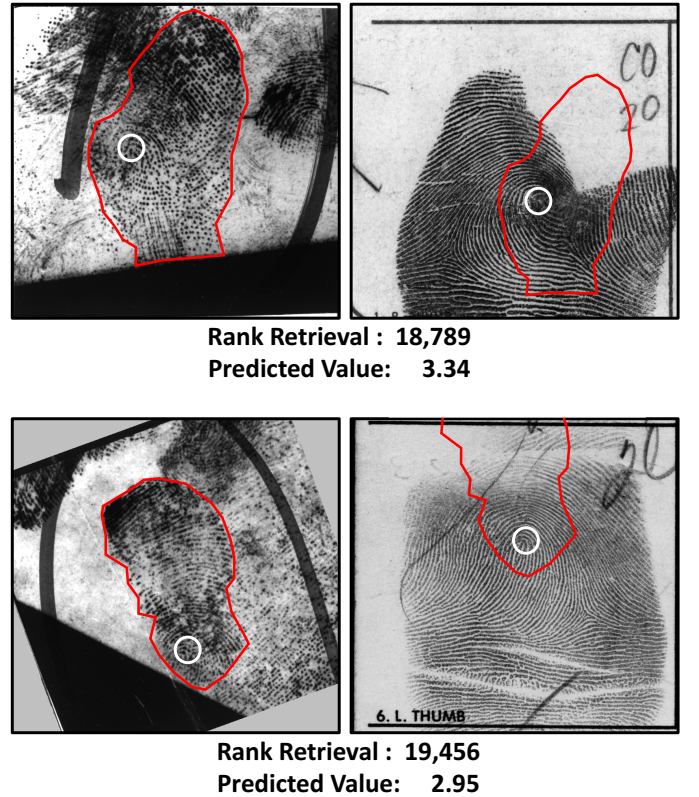 CO
20
Rank Retrieval : 18,789
Predicted Value: 3.34
6. L. THUMB
Rank Retrieval : 19,456
Predicted Value: 2.95